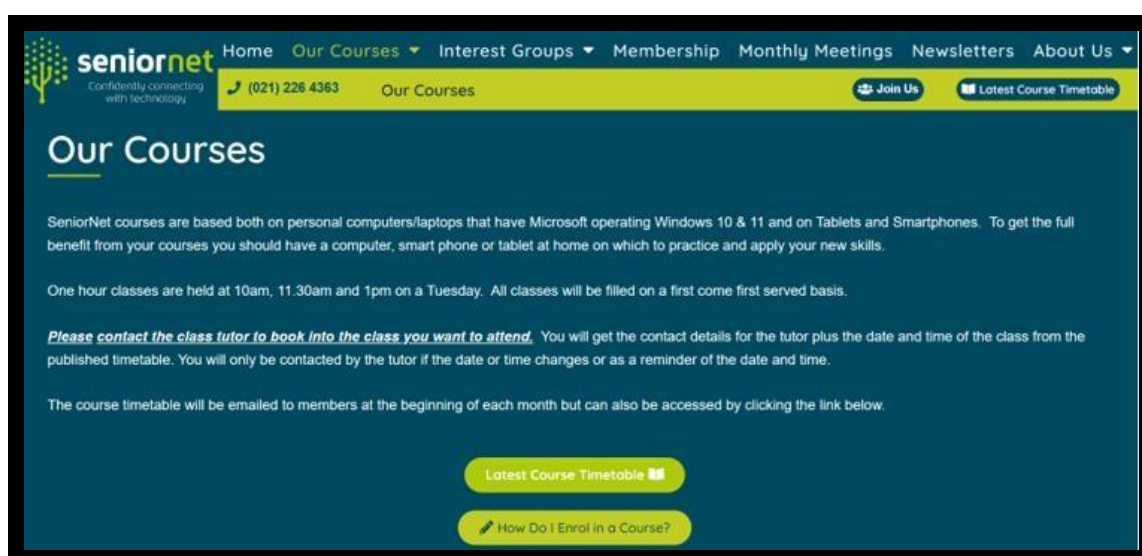 seniornet
Confidently connecting
with technology
Home Our Courses Interest Groups Membership Monthly Meetings Newsletters About Us
(021) 226 4363 Our Courses Join Us Latest Course Timetable
Our Courses
SeniorNet courses are based both on personal computers/laptops that have Microsoft operating Windows 10 & 11 and on Tablets and Smartphones. To get the full
benefit from your courses you should have a computer, smart phone or tablet at home on which to practice and apply your new skills.
One hour classes are held at 10am, 11.30am and 1pm on a Tuesday. All classes will be filled on a first come first served basis.
Please contact the class tutor to book into the class you want to attend. You will get the contact details for the tutor plus the date and time of the class from the
published timetable. You will only be contacted by the tutor if the date or time changes or as a reminder of the date and time.
The course timetable will be emailed to members at the beginning of each month but can also be accessed by clicking the link below.
Latest Course Timetable
How Do I Enrol in a Course?